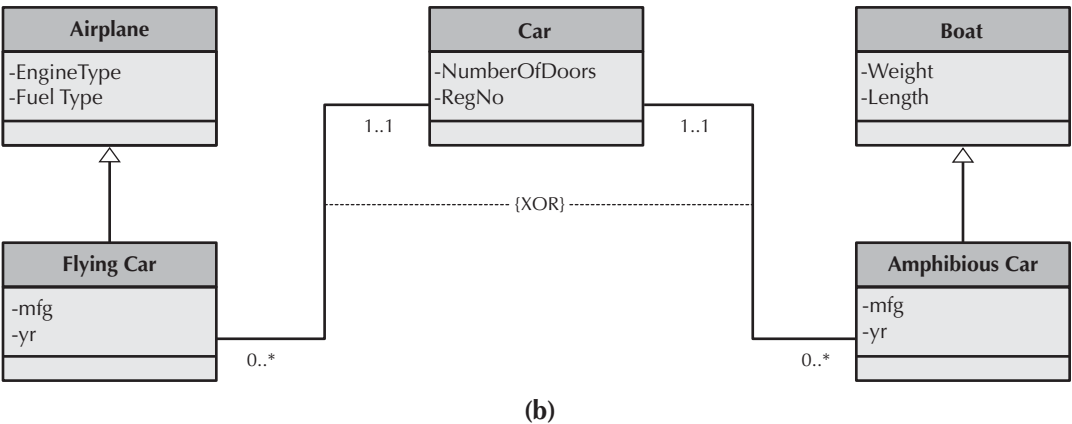 Airplane
-EngineType
-Fuel Type
Car
-NumberOfDoors
-RegNo
Boat
-Weight
-Length
1..1
1..1
{XOR}
Flying Car
-mfg
-yr
Amphibious Car
-mfg
-yr
0..*
0..*
(b)